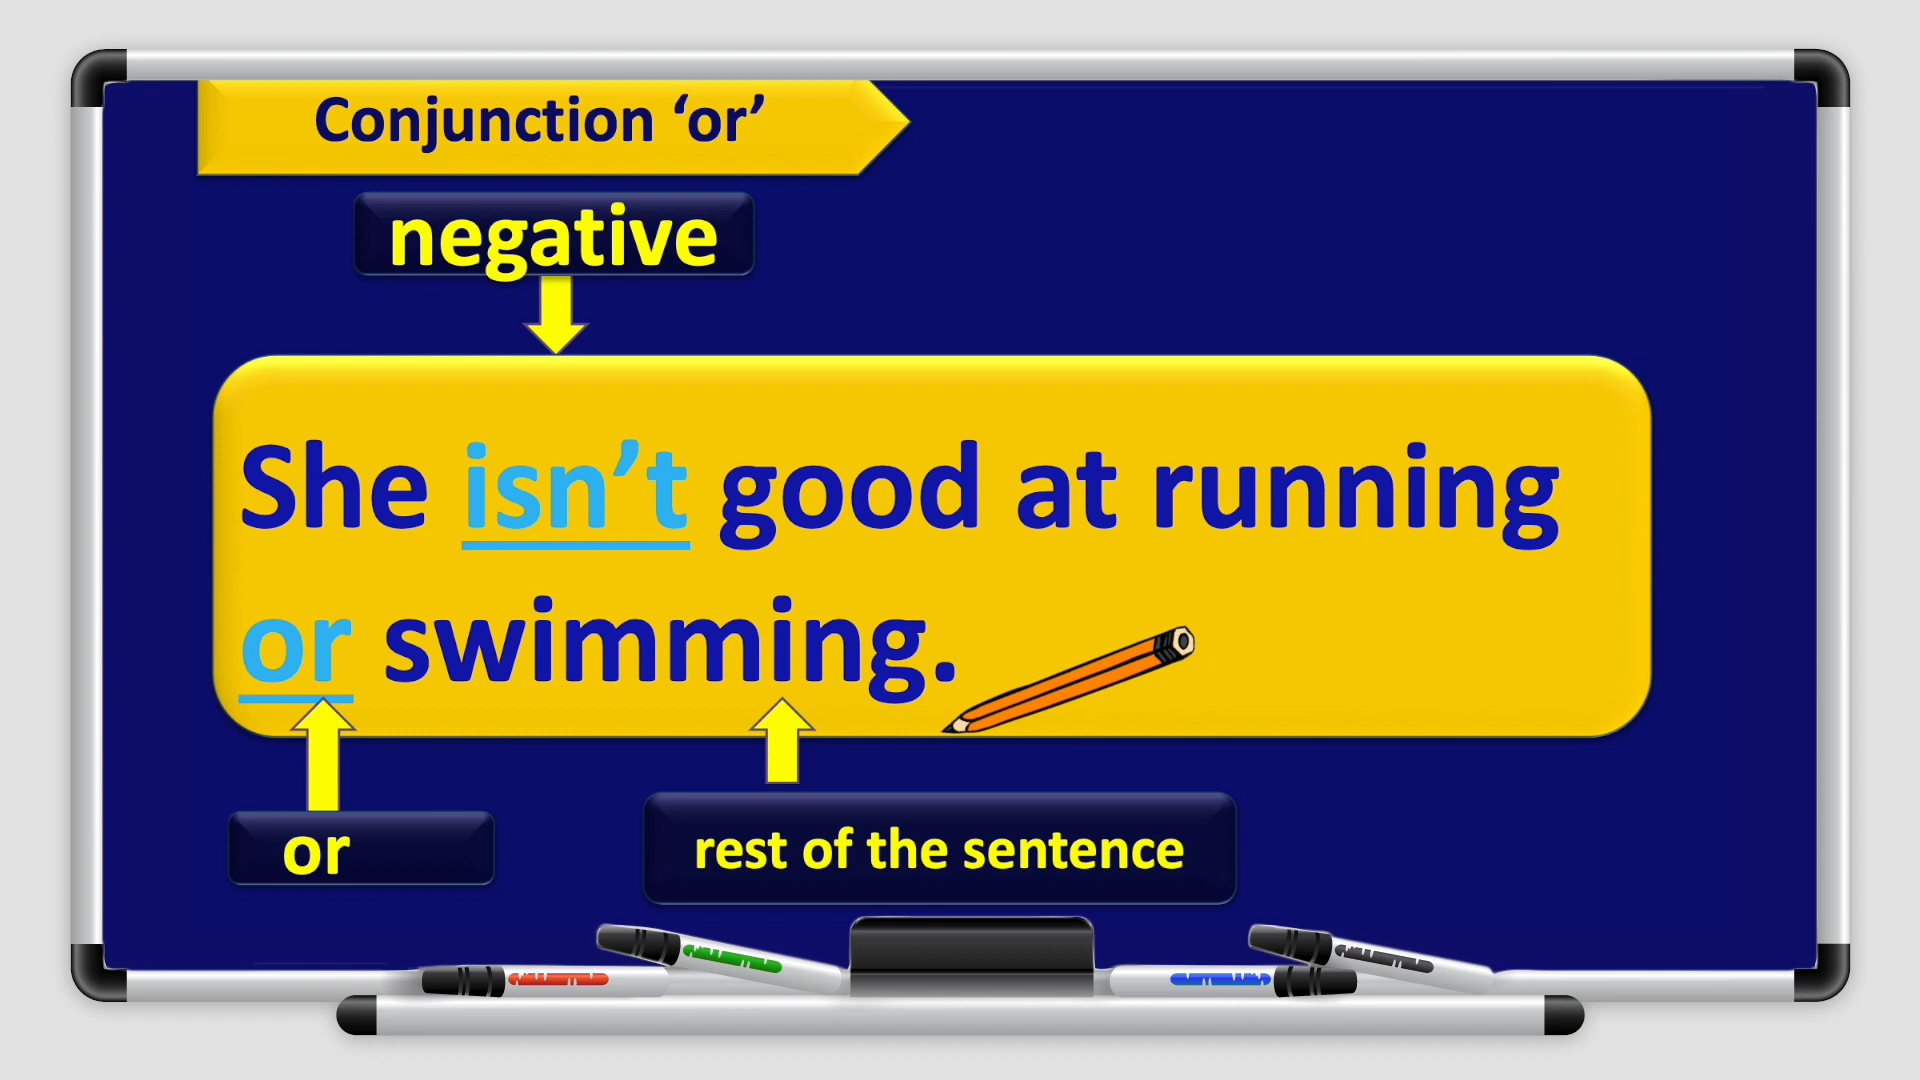 Conjunction ‘or’
negative
She isn’t good at running
or swimming.
or
rest of the sentence